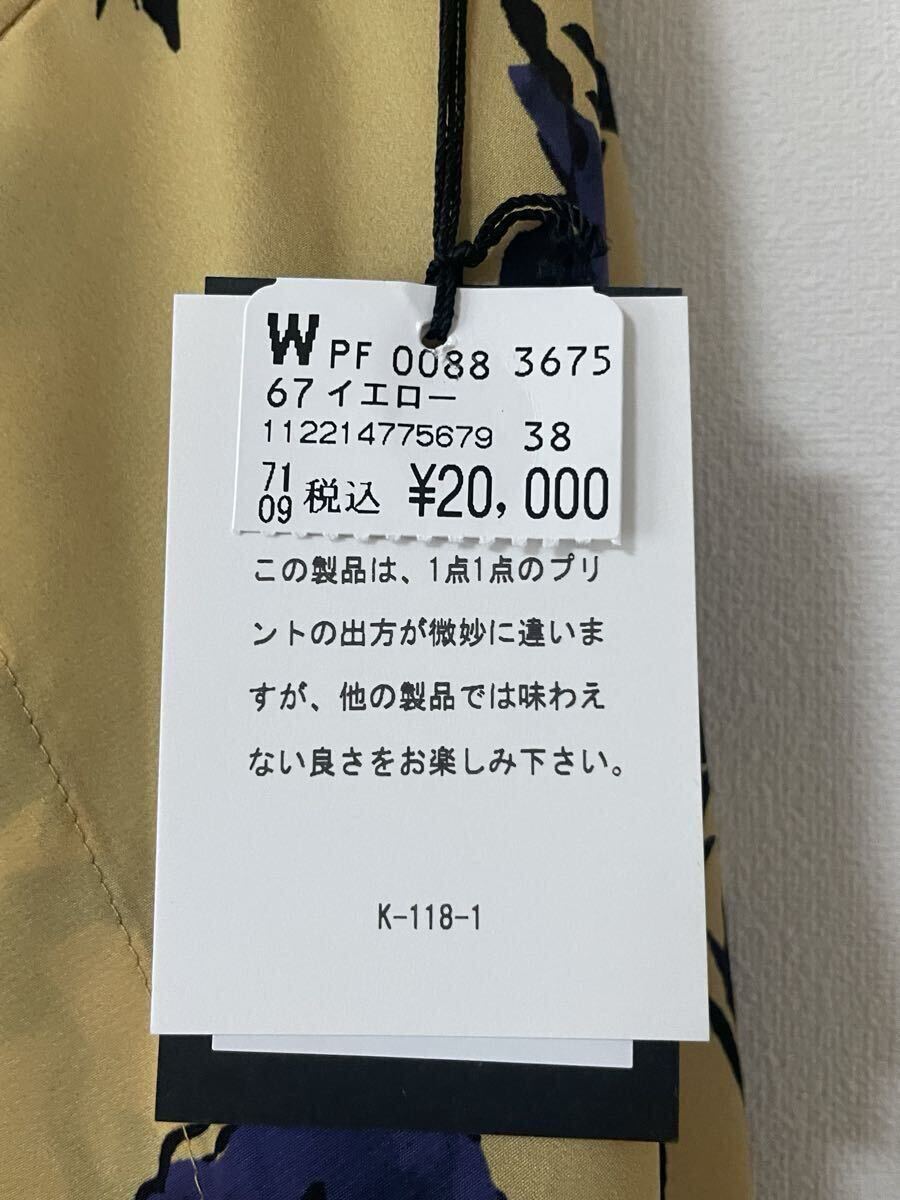 W PF 0088 3675
67 イエロー
112214775679 38
71
09 税込 ¥20,000
この製品は、1点1点のプリ
ントの出方が微妙に違いま
すが、他の製品では味わえ
ない良さをお楽しみ下さい。
K-118-1